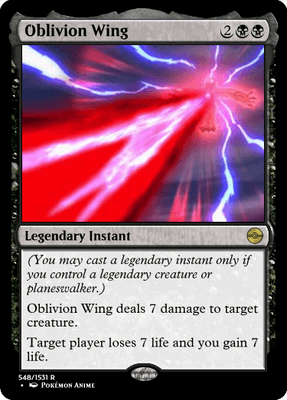 Oblivion Wing 2
Legendary Instant
(You may cast a legendary instant only if
you control a legendary creature or
planeswalker.)
Oblivion Wing deals 7 damage to target
creature.
Target player loses 7 life and you gain 7
life.
548/1531 R
• Pokémon Anime